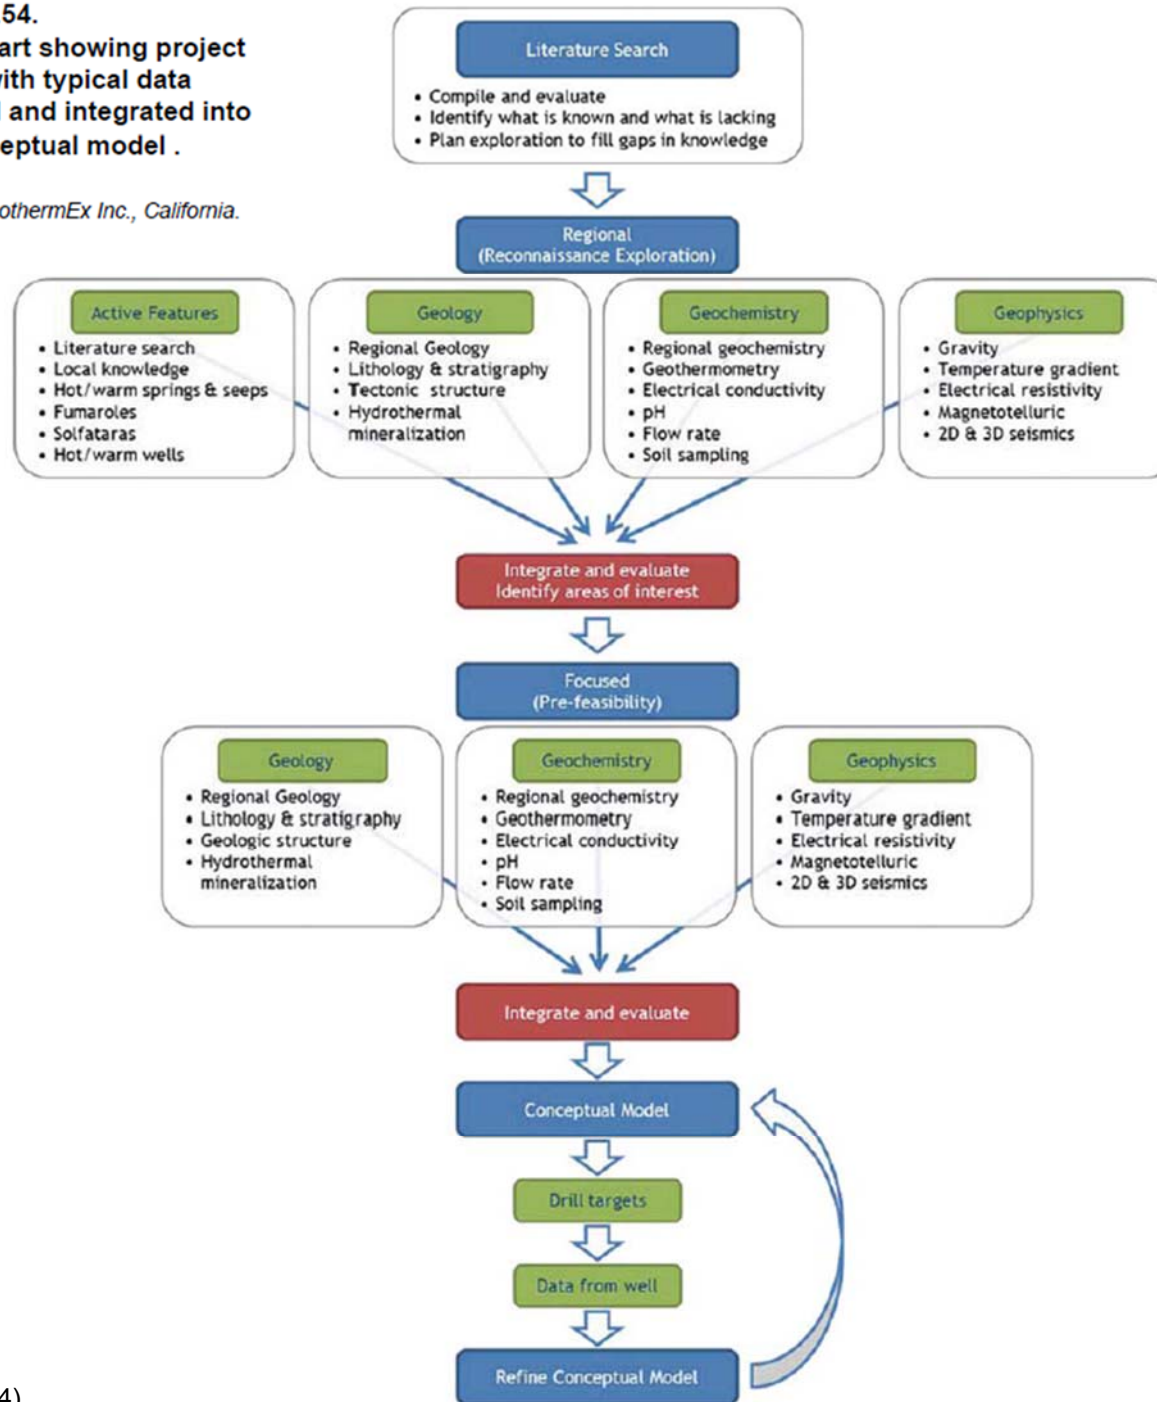 54.
art showing project
with typical data
and integrated into
eptual model .
othermEx Inc., California.
Literature Search
• Compile and evaluate
• Identify what is known and what is lacking
• Plan exploration to fill gaps in knowledge
Regional
(Reconnaissance Exploration)
Active Features
• Literature search
• Local knowledge
• Hot/warm springs & seeps
• Fumaroles
• Solfataras
• Hot/warm wells
Geology
• Regional Geology
• Lithology & stratigraphy
• Tectonic structure
• Hydrothermal
mineralization
Geochemistry
• Regional geochemistry
• Geothermometry
• Electrical conductivity
• pH
• Flow rate
• Soil sampling
Geophysics
• Gravity
• Temperature gradient
• Electrical resistivity
• Magnetotelluric
• 2D & 3D seismics
Integrate and evaluate
Identify areas of interest
Focused
(Pre-feasibility)
Geology
• Regional Geology
• Lithology & stratigraphy
• Geologic structure
• Hydrothermal
mineralization
Geochemistry
• Regional geochemistry
• Geothermometry
• Electrical conductivity
• pH
• Flow rate
• Soil sampling
Geophysics
• Gravity
• Temperature gradient
• Electrical resistivity
• Magnetotelluric
• 2D & 3D seismics
Integrate and evaluate
Conceptual Model
Drill targets
Data from well
Refine Conceptual Model
4)